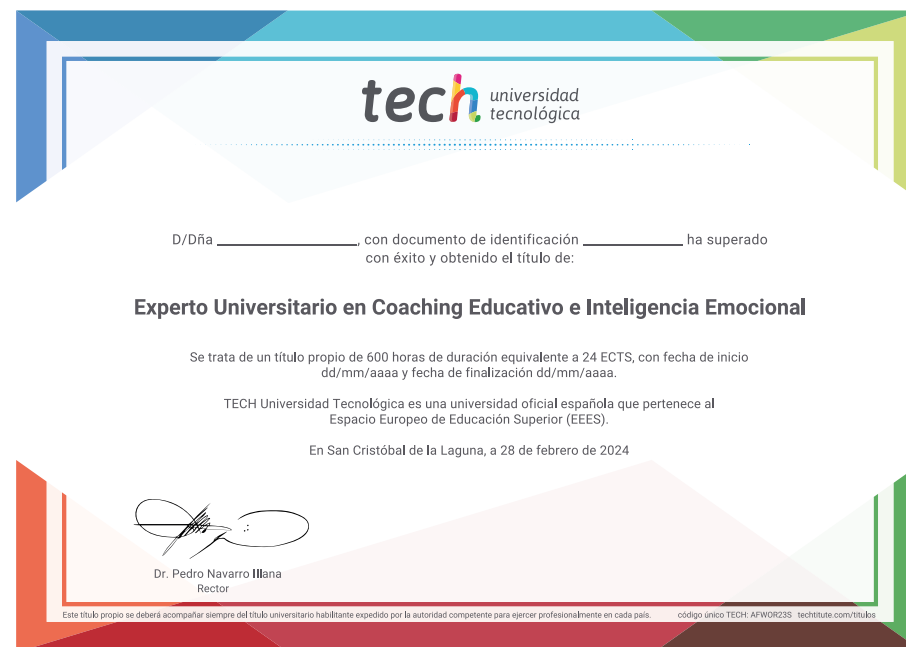 tech universidad
tecnológica
D/Dña ______________, con documento de identificación __________ ha superado
con éxito y obtenido el título de:
Experto Universitario en Coaching Educativo e Inteligencia Emocional
Se trata de un título propio de 600 horas de duración equivalente a 24 ECTS, con fecha de inicio
dd/mm/aaaa y fecha de finalización dd/mm/aaaa.
TECH Universidad Tecnológica es una universidad oficial española que pertenece al
Espacio Europeo de Educación Superior (EEES).
En San Cristóbal de la Laguna, a 28 de febrero de 2024
Dr. Pedro Navarro Illana
Rector
Este título propio se deberá acompañar siempre del título universitario habilitante expedido por la autoridad competente para ejercer profesionalmente en cada país. código único TECH: AFWOR23S techtitute.com/titulos